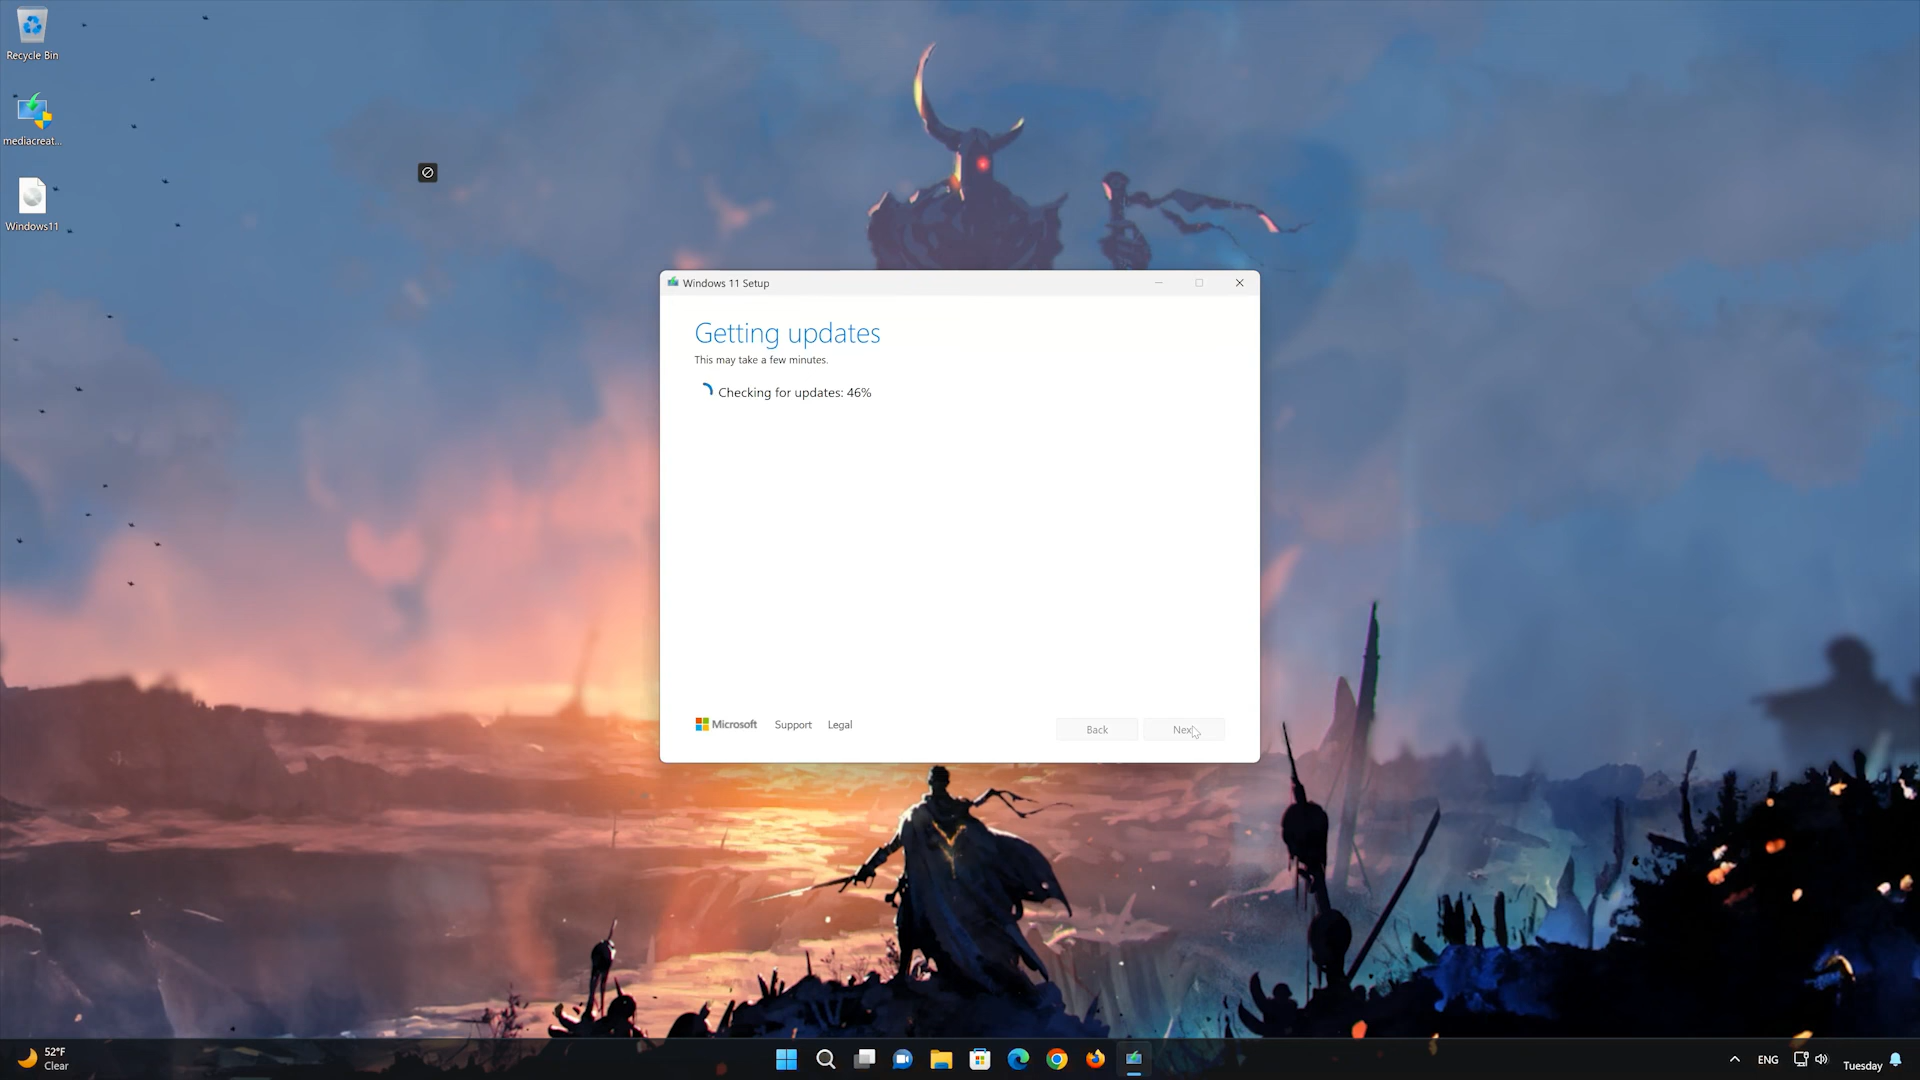 Recycle Bin
mediacreat...
Windows11
Windows 11 Setup
Getting updates
This may take a few minutes.
Checking for updates: 46%
Microsoft
Support
Legal
Back
Next
52°F
Clear
ENG
Tuesday